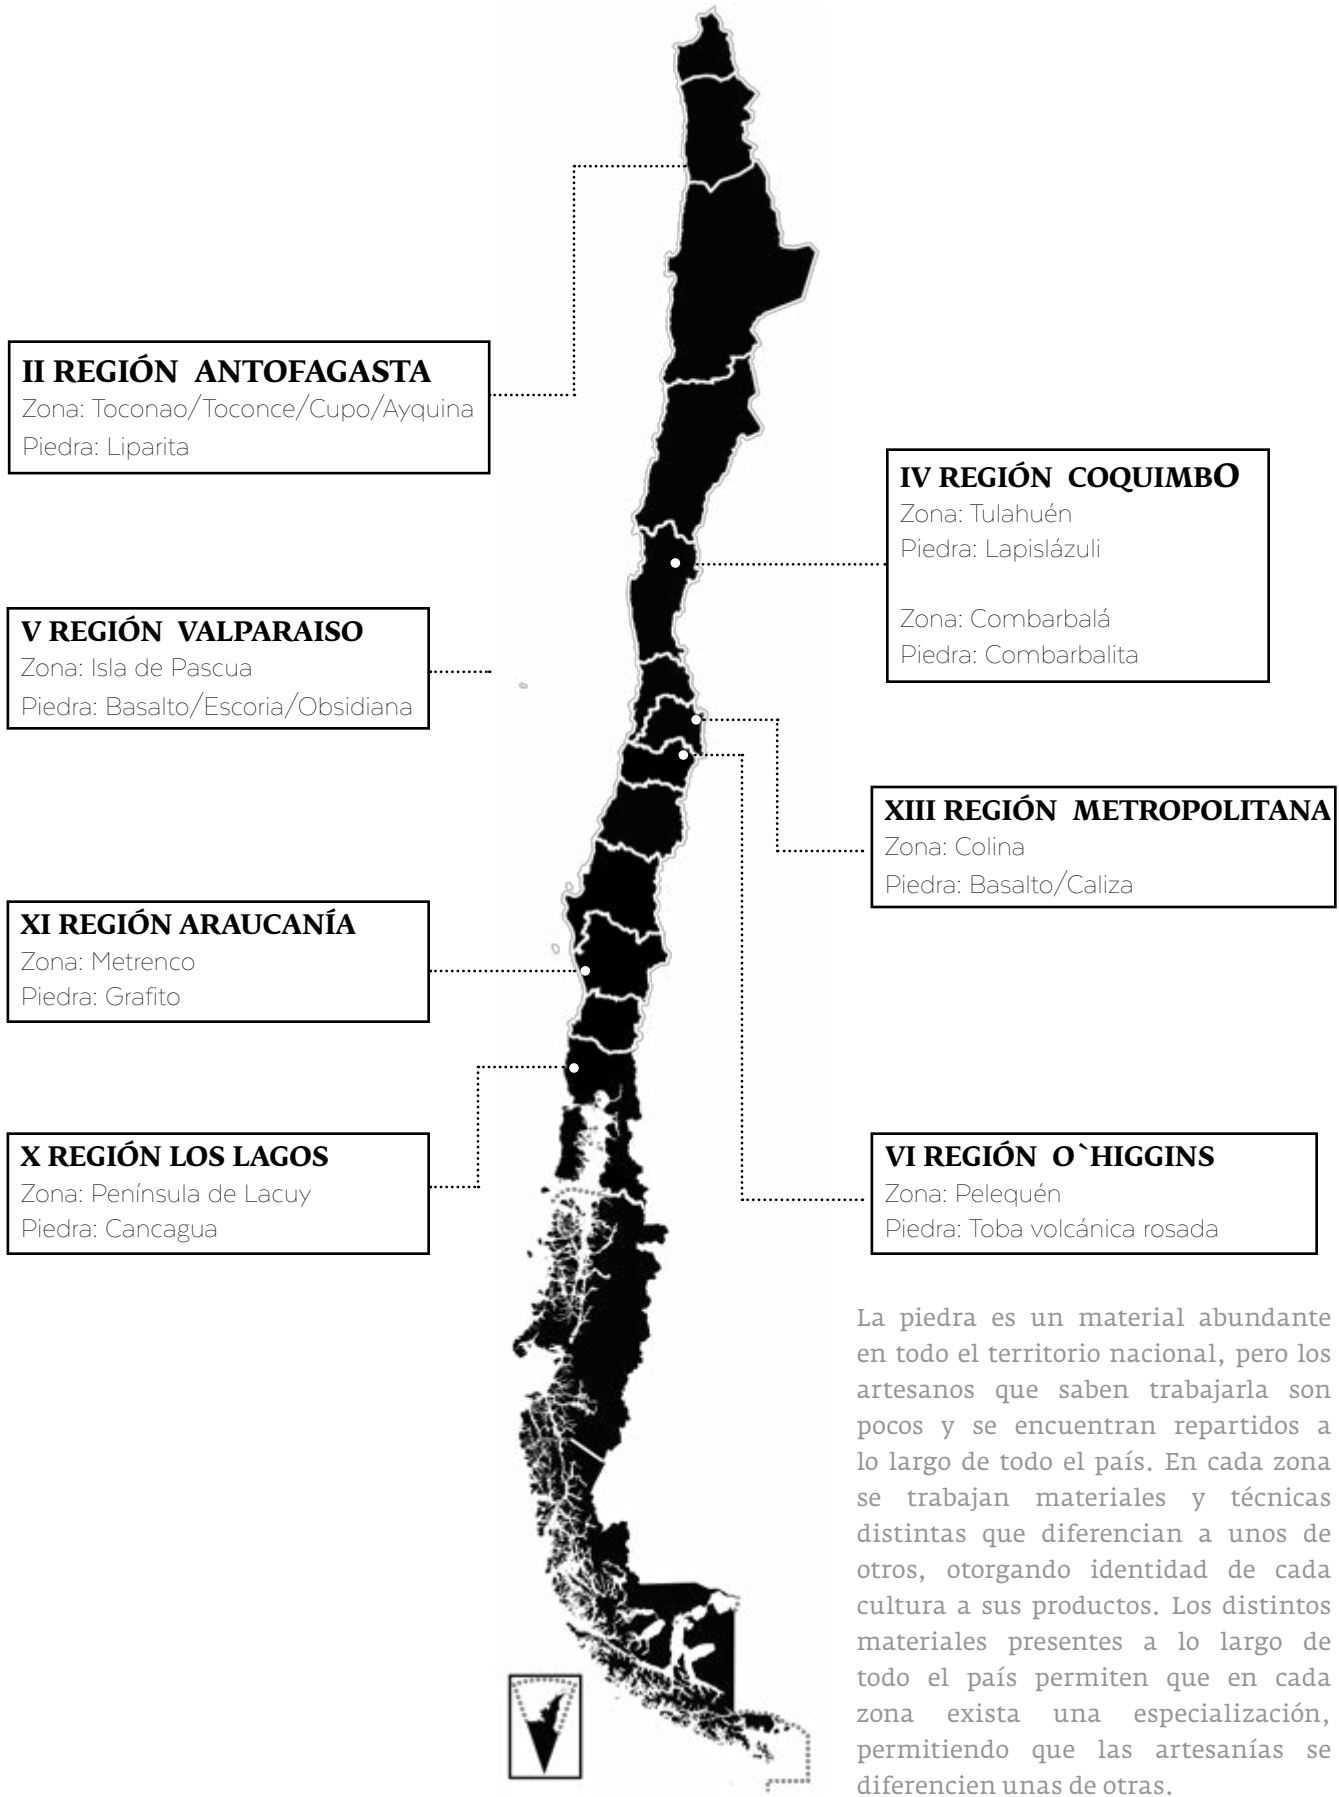 II REGIÓN ANTOFAGASTA
Zona: Toconao/Toconce/Cupo/Ayquina
Piedra: Liparita
IV REGIÓN COQUIMBO
Zona: Tulahuén
Piedra: Lapislázuli
Zona: Combarbalá
Piedra: Combarbalita
V REGIÓN VALPARAISO
Zona: Isla de Pascua
Piedra: Basalto/Escoria/Obsidiana
XIII REGIÓN METROPOLITANA
Zona: Colina
Piedra: Basalto/Caliza
XI REGIÓN ARAUCANÍA
Zona: Metrenco
Piedra: Grafito
X REGIÓN LOS LAGOS
Zona: Península de Lacuy
Piedra: Cancagua
VI REGIÓN O`HIGGINS
Zona: Pelequén
Piedra: Toba volcánica rosada
La piedra es un material abundante
en todo el territorio nacional, pero los
artesanos que saben trabajarla son
pocos y se encuentran repartidos a
lo largo de todo el país. En cada zona
se trabajan materiales y técnicas
distintas que diferencian a unos de
otros, otorgando identidad de cada
cultura a sus productos. Los distintos
materiales presentes a lo largo de
todo el país permiten que en cada
zona exista una especialización,
permitiendo que las artesanías se
diferencien unas de otras.